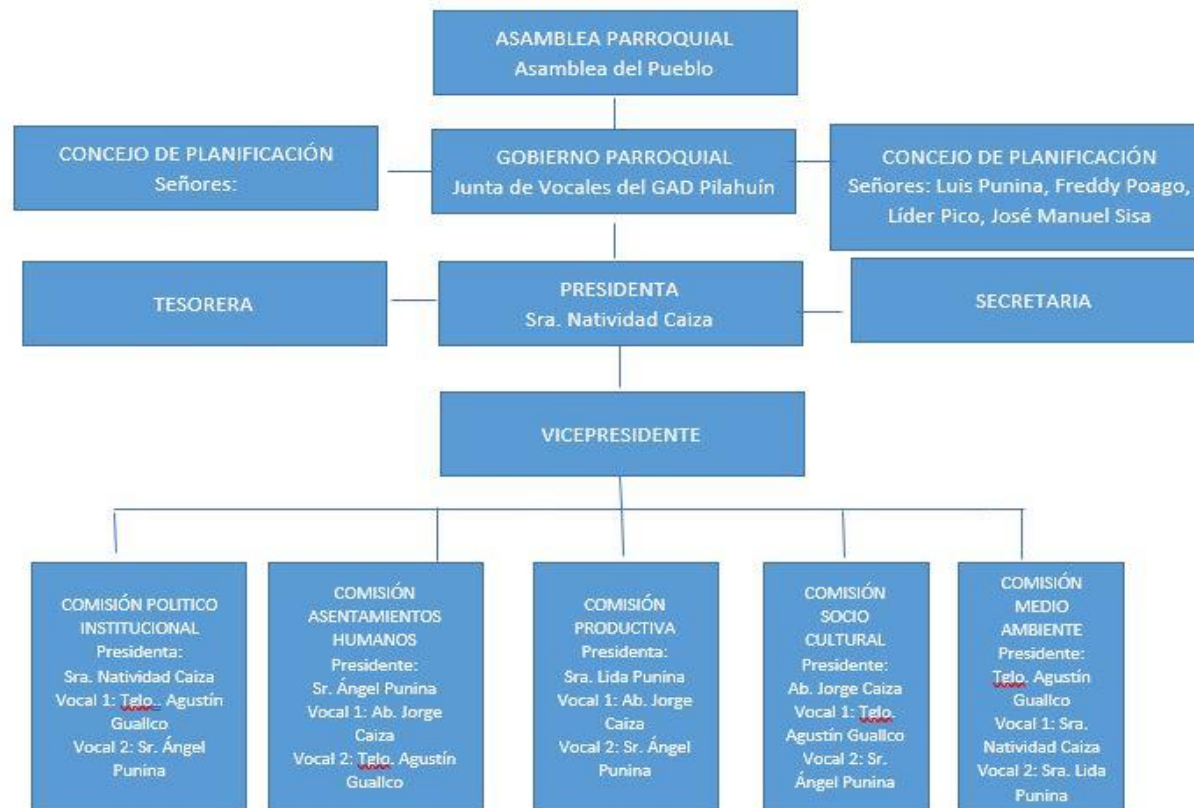 ASAMBLEA PARROQUIAL
Asamblea del Pueblo
CONCEJO DE PLANIFICACIÓN
Señores:
GOBIERNO PARROQUIAL
Junta de Vocales del GAD Pilahuín
CONCEJO DE PLANIFICACIÓN
Señores: Luis Punina, Freddy Poago,
Líder Pico, José Manuel Sisa
TESORERA
PRESIDENTA
Sra. Natividad Caiza
SECRETARIA
VICEPRESIDENTE
COMISIÓN POLITICO
INSTITUCIONAL
Presidenta:
Sra. Natividad Caiza
Vocal 1: Tglo.. Agustín
Guallco
Vocal 2: Sr. Ángel
Punina
COMISIÓN
ASENTAMIENTOS
HUMANOS
Presidente:
Sr. Ángel Punina
Vocal 1: Ab. Jorge
Caiza
Vocal 2: Tglo. Agustín
Guallco
COMISIÓN
PRODUCTIVA
Presidenta:
Sra. Lida Punina
Vocal 1: Ab. Jorge
Caiza
Vocal 2: Sr. Ángel
Punina
COMISIÓN
SOCIO
CULTURAL
Presidente:
Ab. Jorge Caiza
Vocal 1: Tglo.
Agustín Guallco
Vocal 2: Sr.
Ángel Punina
COMISIÓN
MEDIO
AMBIENTE
Presidente:
Tglo. Agustín
Guallco
Vocal 1: Sra.
Natividad Caiza
Vocal 2: Sra. Lida
Punina